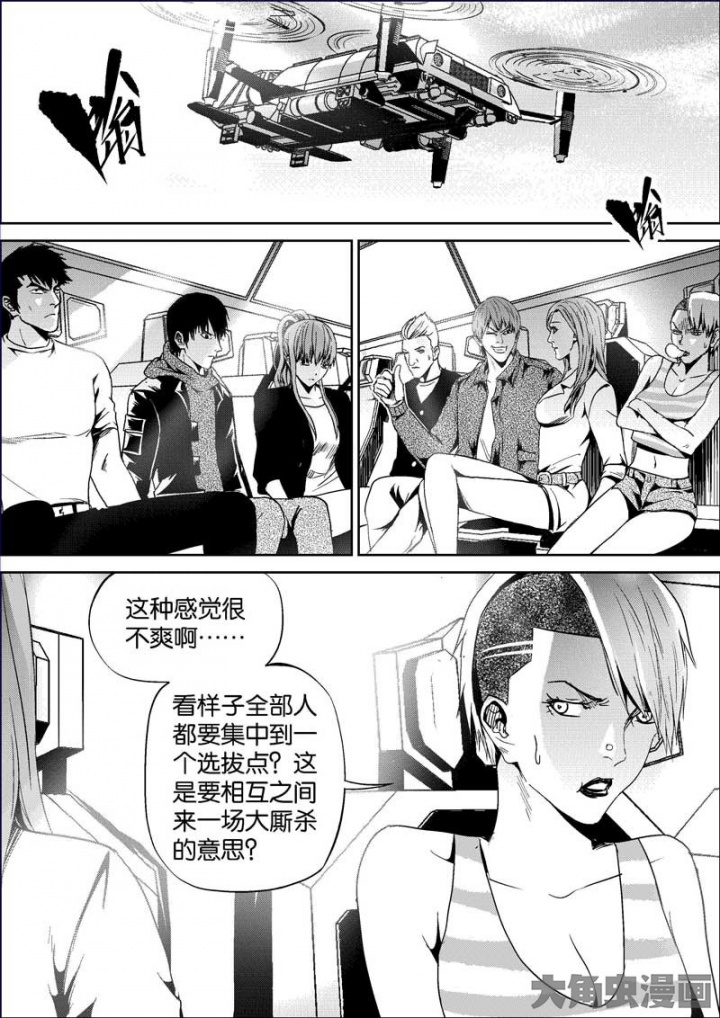 嗡
嗡
这种感觉很
不爽啊……
看样子全部人
都要集中到一
个选拔点？这
是要相互之间
来一场大厮杀
的意思？
大角虫漫画